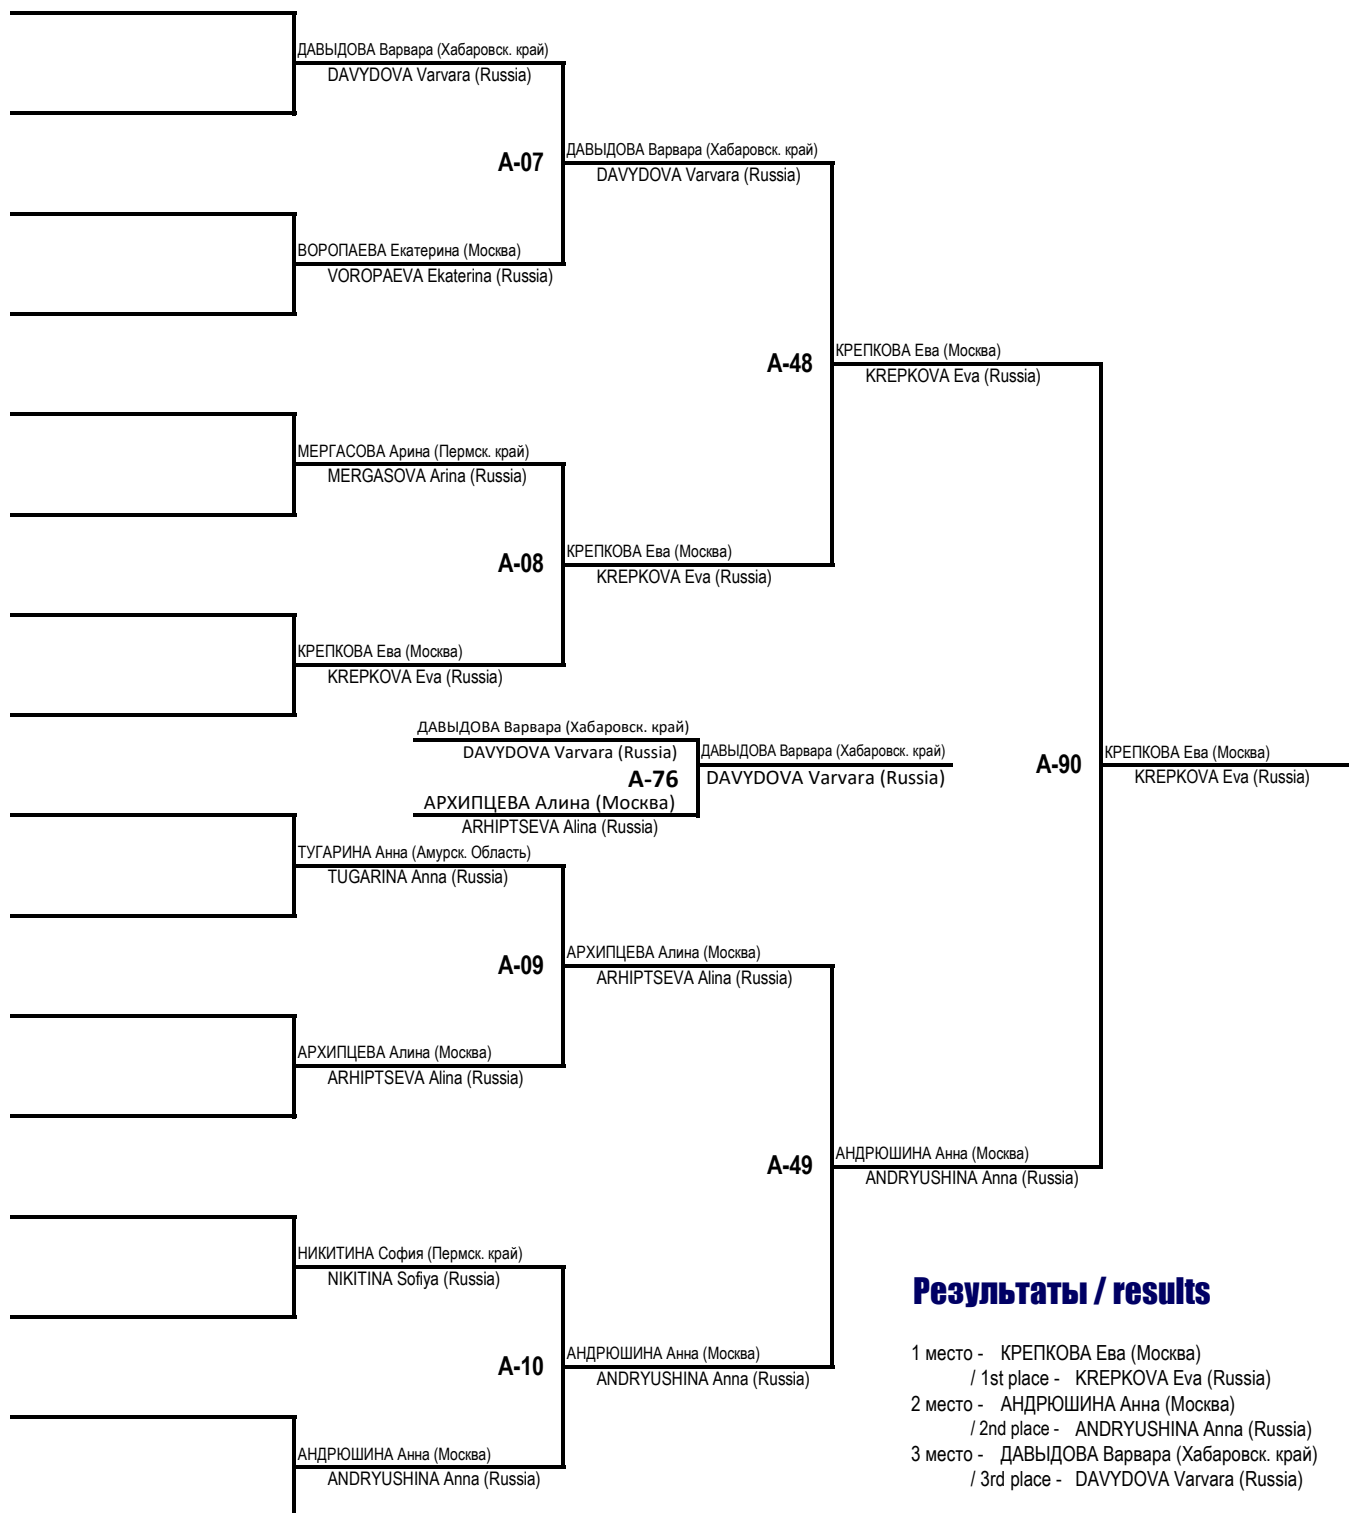 ДАВЫДОВА Варвара (Хабаровск. край)
DAVYDOVA Varvara (Russia)
A-07
ДАВЫДОВА Варвара (Хабаровск. край)
DAVYDOVA Varvara (Russia)
ВОРОПАЕВА Екатерина (Москва)
VOROPAEVA Ekaterina (Russia)
A-48
КРЕПКОВА Ева (Москва)
KREPKOVA Eva (Russia)
МЕРГАСОВА Арина (Пермск. край)
MERGASOVA Arina (Russia)
A-08
КРЕПКОВА Ева (Москва)
KREPKOVA Eva (Russia)
КРЕПКОВА Ева (Москва)
KREPKOVA Eva (Russia)
ДАВЫДОВА Варвара (Хабаровск. край)
DAVYDOVA Varvara (Russia)
A-76
АРХИПЦЕВА Алина (Москва)
ARHIPTSEVA Alina (Russia)
ДАВЫДОВА Варвара (Хабаровск. край)
DAVYDOVA Varvara (Russia)
A-90
КРЕПКОВА Ева (Москва)
KREPKOVA Eva (Russia)
ТУГАРИНА Анна (Амурск. Область)
TUGARINA Anna (Russia)
A-09
АРХИПЦЕВА Алина (Москва)
ARHIPTSEVA Alina (Russia)
АРХИПЦЕВА Алина (Москва)
ARHIPTSEVA Alina (Russia)
A-49
АНДРЮШИНА Анна (Москва)
ANDRYUSHINA Anna (Russia)
НИКИТИНА София (Пермск. край)
NIKITINA Sofiya (Russia)
A-10
АНДРЮШИНА Анна (Москва)
ANDRYUSHINA Anna (Russia)
АНДРЮШИНА Анна (Москва)
ANDRYUSHINA Anna (Russia)
Результаты / results
1 место - КРЕПКОВА Ева (Москва)
/ 1st place - KREPKOVA Eva (Russia)
2 место - АНДРЮШИНА Анна (Москва)
/ 2nd place - ANDRYUSHINA Anna (Russia)
3 место - ДАВЫДОВА Варвара (Хабаровск. край)
/ 3rd place - DAVYDOVA Varvara (Russia)